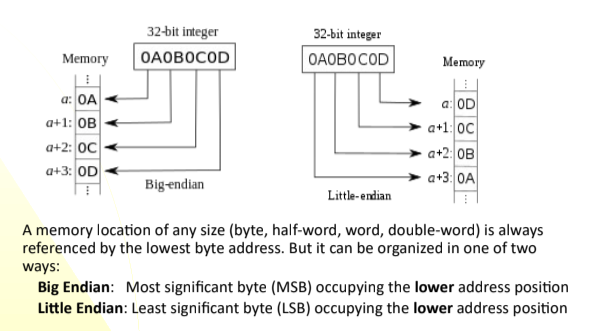 32-bit integer
0A0B0C0D
Memory
⋮
a: 0A
a+1: 0B
a+2: 0C
a+3: 0D
⋮
Big-endian
32-bit integer
0A0B0C0D
Memory
⋮
a: 0D
a+1: 0C
a+2: 0B
a+3: 0A
⋮
Little-endian
A memory location of any size (byte, half-word, word, double-word) is always
referenced by the lowest byte address. But it can be organized in one of two
ways:
Big Endian: Most significant byte (MSB) occupying the lower address position
Little Endian: Least significant byte (LSB) occupying the lower address position